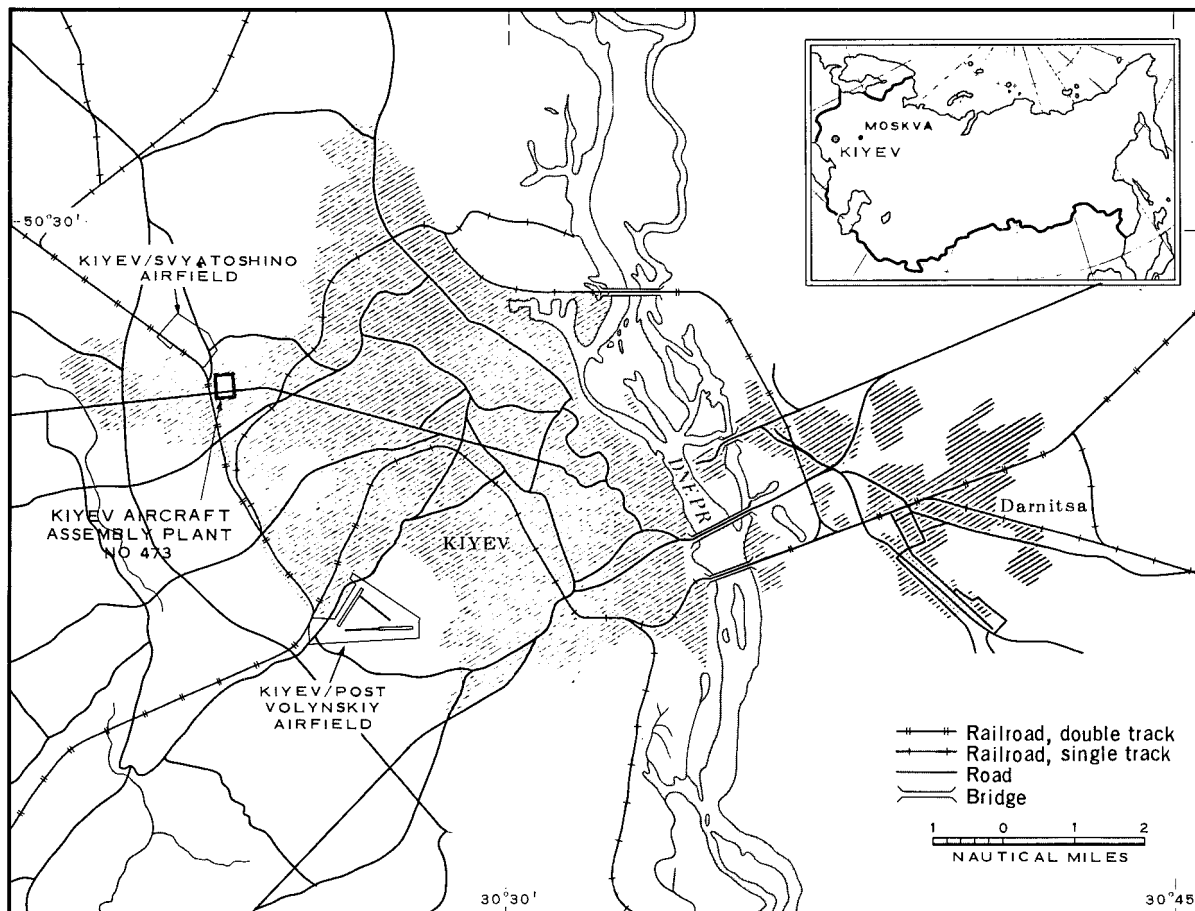 MOSKVA
KIYEV
50°30'
KIYEV/SVYATOSHINO
AIRFIELD
KIYEV AIRCRAFT
ASSEMBLY PLANT
NO 473
KIYEV
DNEPR
Darnitsa
KIYEV/POST
VOLYNSKIY
AIRFIELD
Railroad, double track
Railroad, single track
Road
Bridge
1 0 1 2
NAUTICAL MILES
30°30'
30°45'